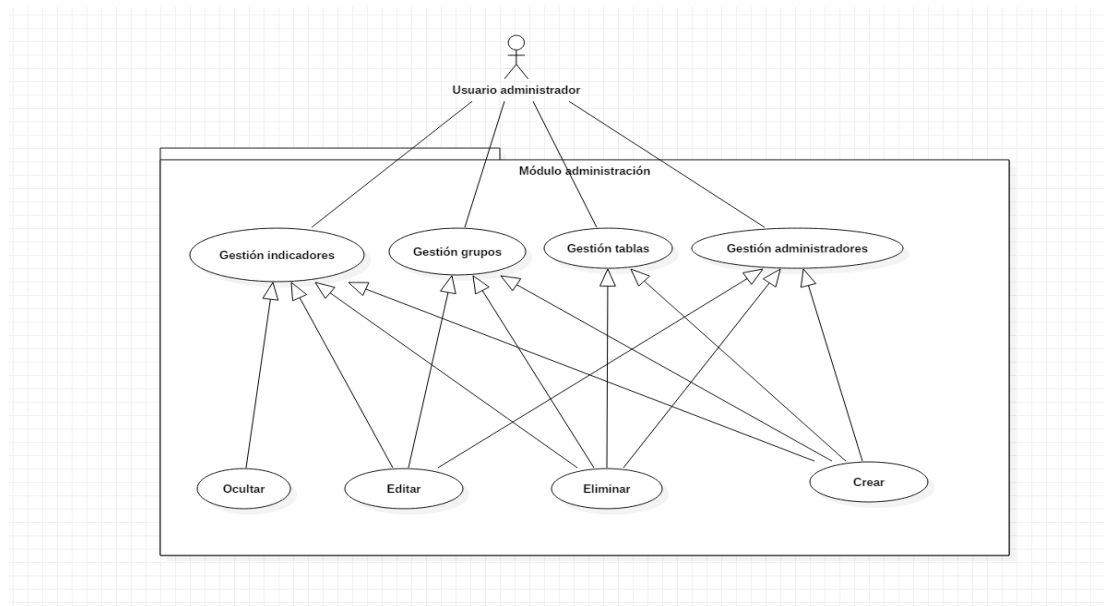 Usuario administrador
Módulo administración
Gestión indicadores
Gestión grupos
Gestión tablas
Gestión administradores
Ocultar
Editar
Eliminar
Crear